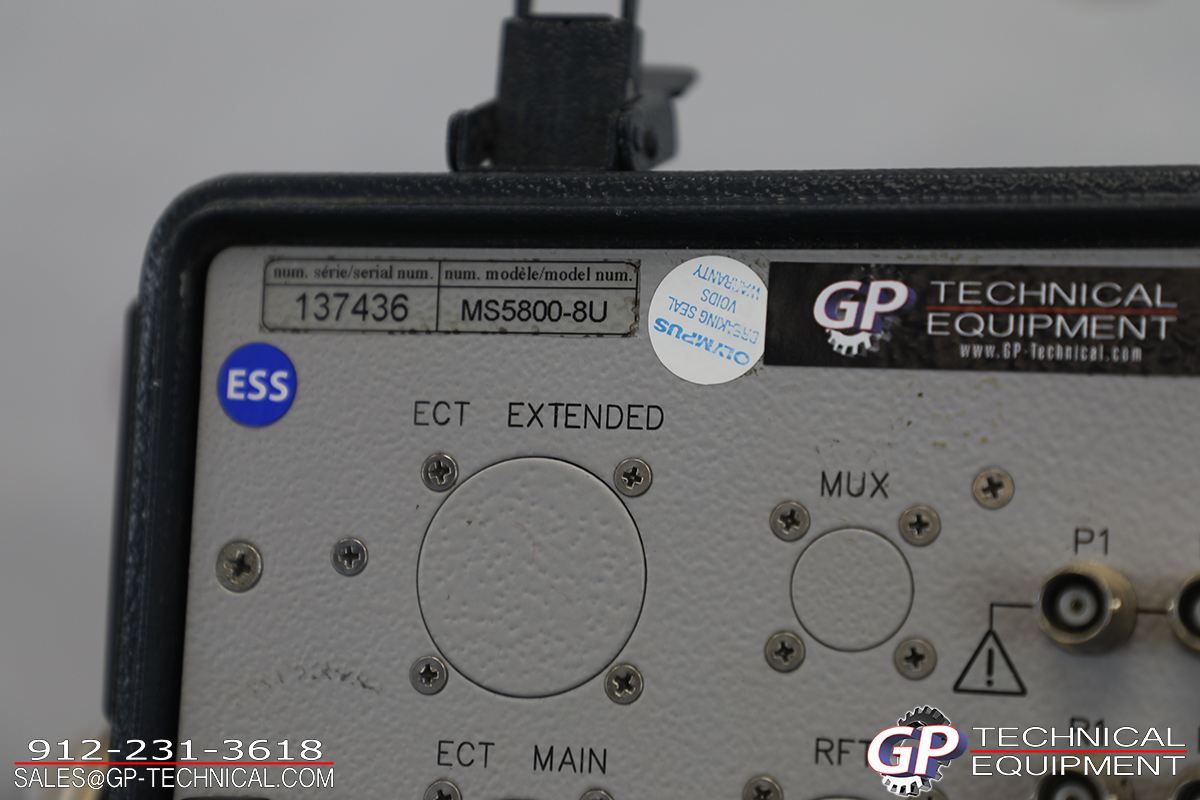 num. série/serial num. num. modèle/model num.
137436 MS5800-8U
OLYMPUS
BREAKING SEAL
VOIDS
WARRANTY
GP TECHNICAL
EQUIPMENT
www.GP-Technical.com
ESS
ECT EXTENDED
MUX
P1
ECT MAIN
RFT
R1
912-231-3618
SALES@GP-TECHNICAL.COM
GP TECHNICAL
EQUIPMENT